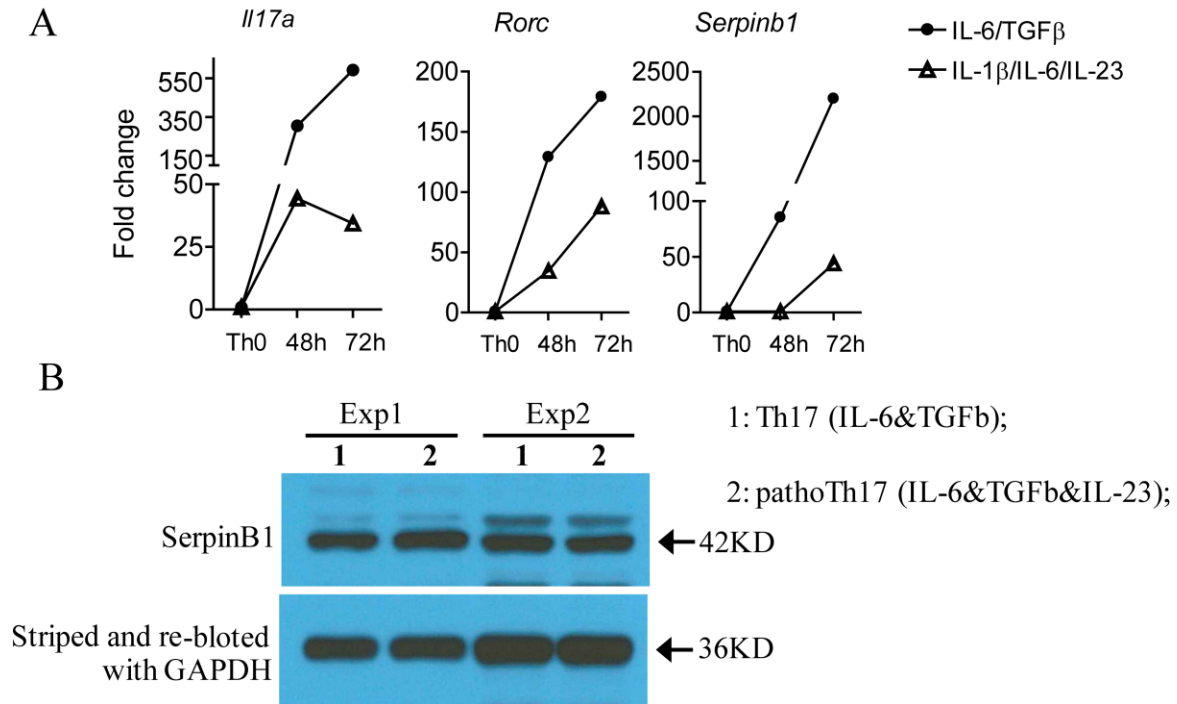 A
Il17a
Rorc
Serpinb1
IL-6/TGFβ
IL-1β/IL-6/IL-23
Fold change
550
350
150
50
25
0
Th0 48h 72h
200
150
100
50
0
Th0 48h 72h
2500
2000
1500
1000
100
50
0
Th0 48h 72h
B
Exp1 Exp2
1 2 1 2
1: Th17 (IL-6&TGFb);
2: pathoTh17 (IL-6&TGFb&IL-23);
SerpinB1
42KD
Striped and re-bloted
with GAPDH
36KD